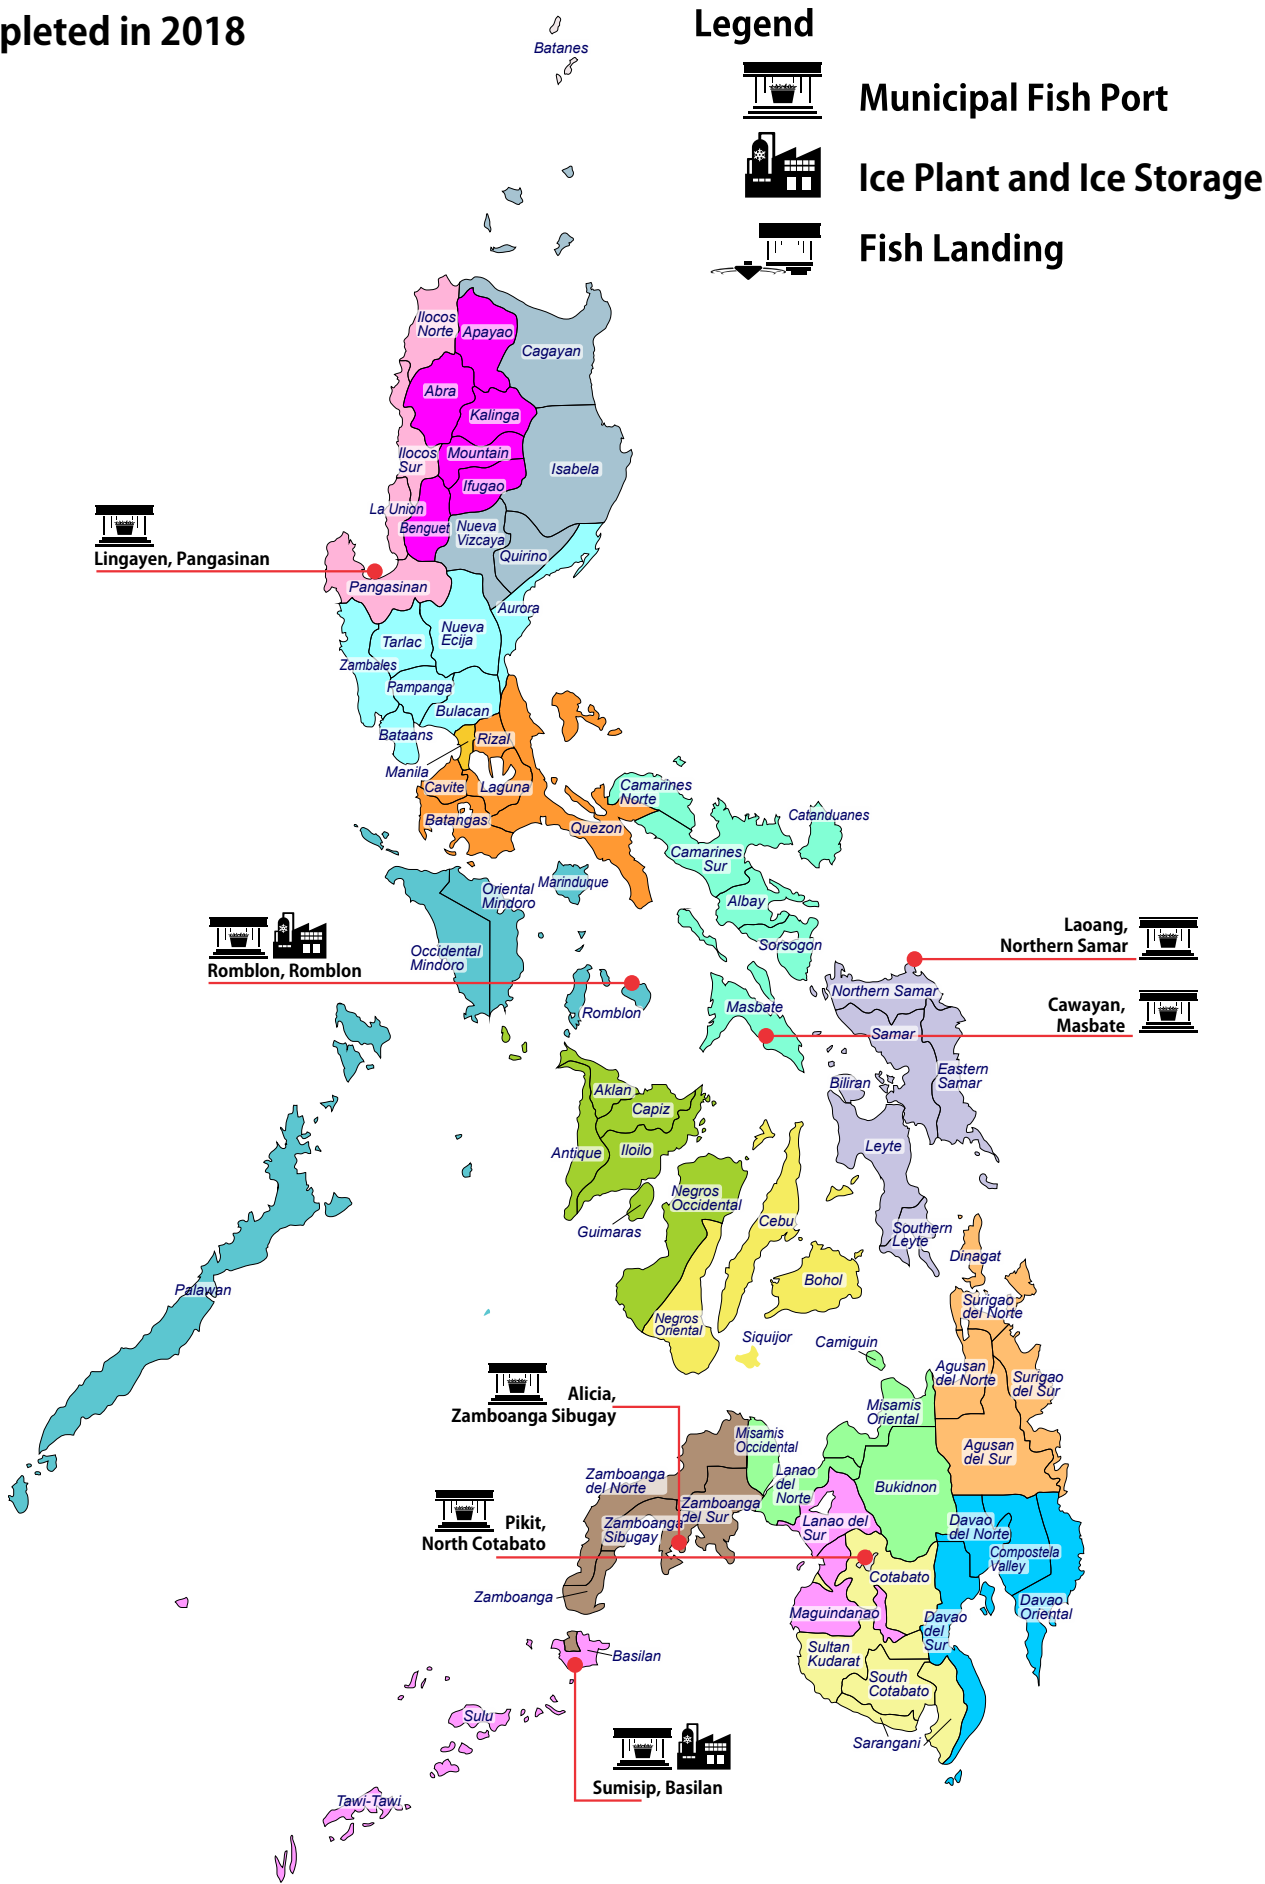 pleted in 2018
Legend
Municipal Fish Port
Ice Plant and Ice Storage
Fish Landing
Batanes
Ilocos
Norte
Apayao
Cagayan
Abra
Kalinga
Ilocos
Sur
Mountain
Isabela
Ifugao
La Union
Benguet
Nueva
Vizcaya
Quirino
Lingayen, Pangasinan
Pangasinan
Aurora
Nueva
Ecija
Tarlac
Zambales
Pampanga
Bulacan
Bataans
Rizal
Manila
Cavite
Laguna
Batangas
Quezon
Camarines
Norte
Catanduanes
Camarines
Sur
Albay
Sorsogon
Marinduque
Oriental
Mindoro
Occidental
Mindoro
Romblon, Romblon
Romblon
Masbate
Laoang,
Northern Samar
Cawayan,
Masbate
Northern Samar
Samar
Eastern
Samar
Biliran
Leyte
Southern
Leyte
Aklan
Capiz
Antique
Iloilo
Guimaras
Negros
Occidental
Cebu
Bohol
Negros
Oriental
Siquijor
Palawan
Dinagat
Surigao
del Norte
Camiguin
Agusan
del Norte
Surigao
del Sur
Alicia,
Zamboanga Sibugay
Misamis
Oriental
Misamis
Occidental
Agusan
del Sur
Lanao
del
Norte
Bukidnon
Zamboanga
del Norte
Zamboanga
del Sur
Zamboanga
Sibugay
Lanao del
Sur
Davao
del Norte
Compostela
Valley
Pikit,
North Cotabato
Cotabato
Zamboanga
Maguindanao
Davao
Oriental
Davao
del
Sur
Sultan
Kudarat
South
Cotabato
Sarangani
Basilan
Sulu
Sumisip, Basilan
Tawi-Tawi